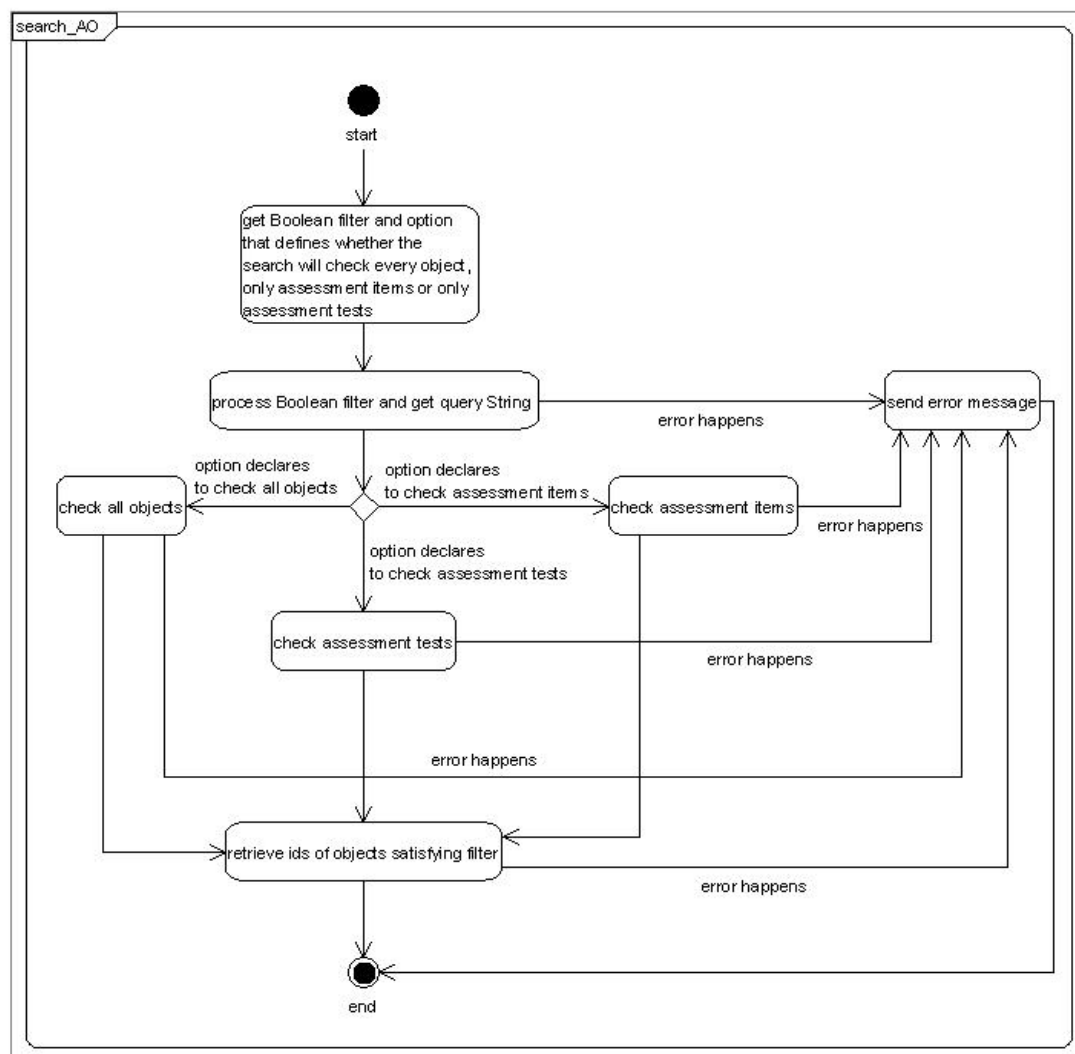 search_AO
start
get Boolean filter and option
that defines whether the
search will check every object,
only assessment items or only
assessment tests
process Boolean filter and get query String
error happens
send error message
option declares
to check all objects
option declares
to check assessment items
check all objects
check assessment items
error happens
option declares
to check assessment tests
check assessment tests
error happens
error happens
retrieve ids of objects satisfying filter
error happens
end